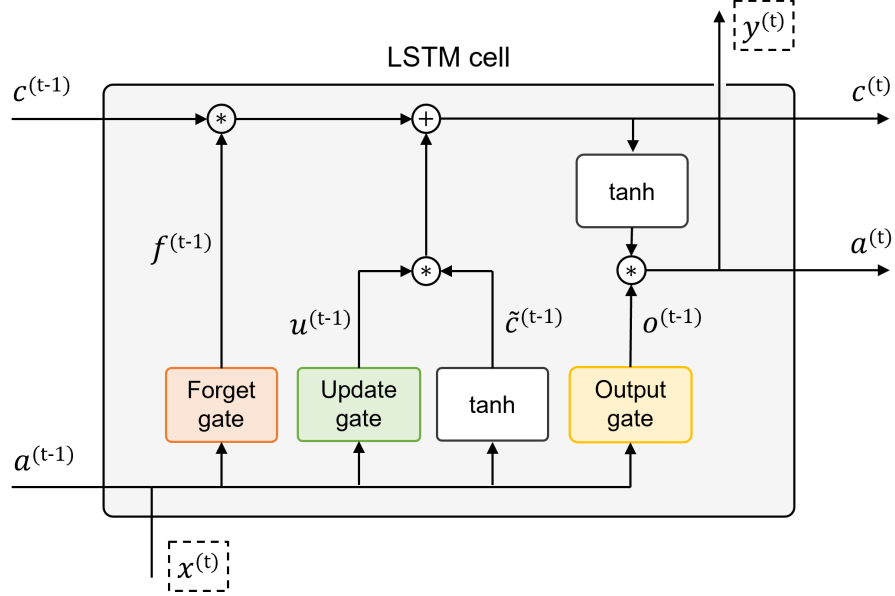 y^(t)
LSTM cell
c^(t-1)
c^(t)
*
+
tanh
f^(t-1)
a^(t)
*
*
u^(t-1)
c̃^(t-1)
o^(t-1)
Forget
gate
Update
gate
tanh
Output
gate
a^(t-1)
x^(t)